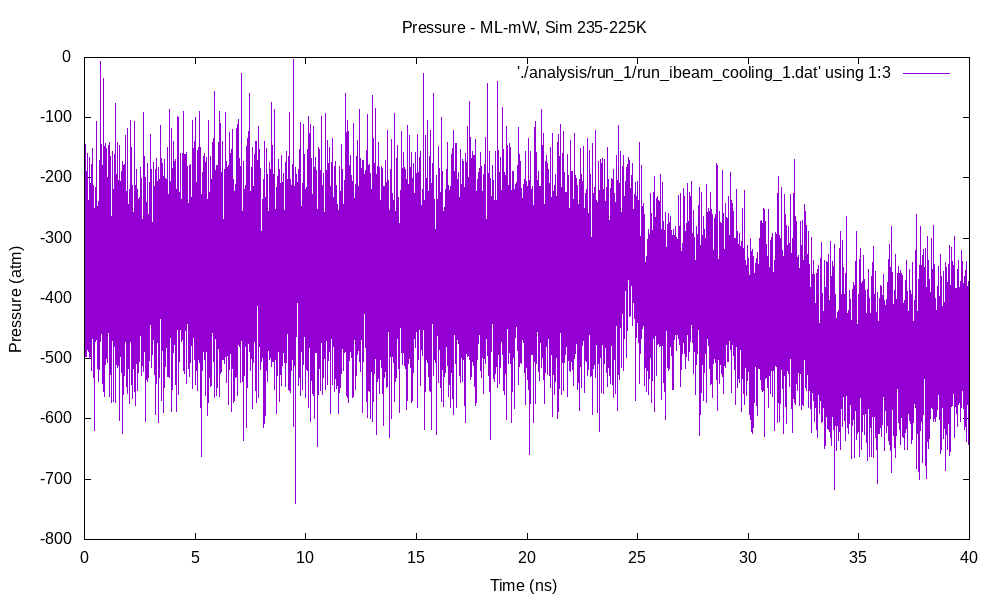 Pressure - ML-mW, Sim 235-225K
'./analysis/run_1/run_ibeam_cooling_1.dat' using 1:3
0
-100
-200
-300
-400
-500
-600
-700
-800
Pressure (atm)
0 5 10 15 20 25 30 35 40
Time (ns)